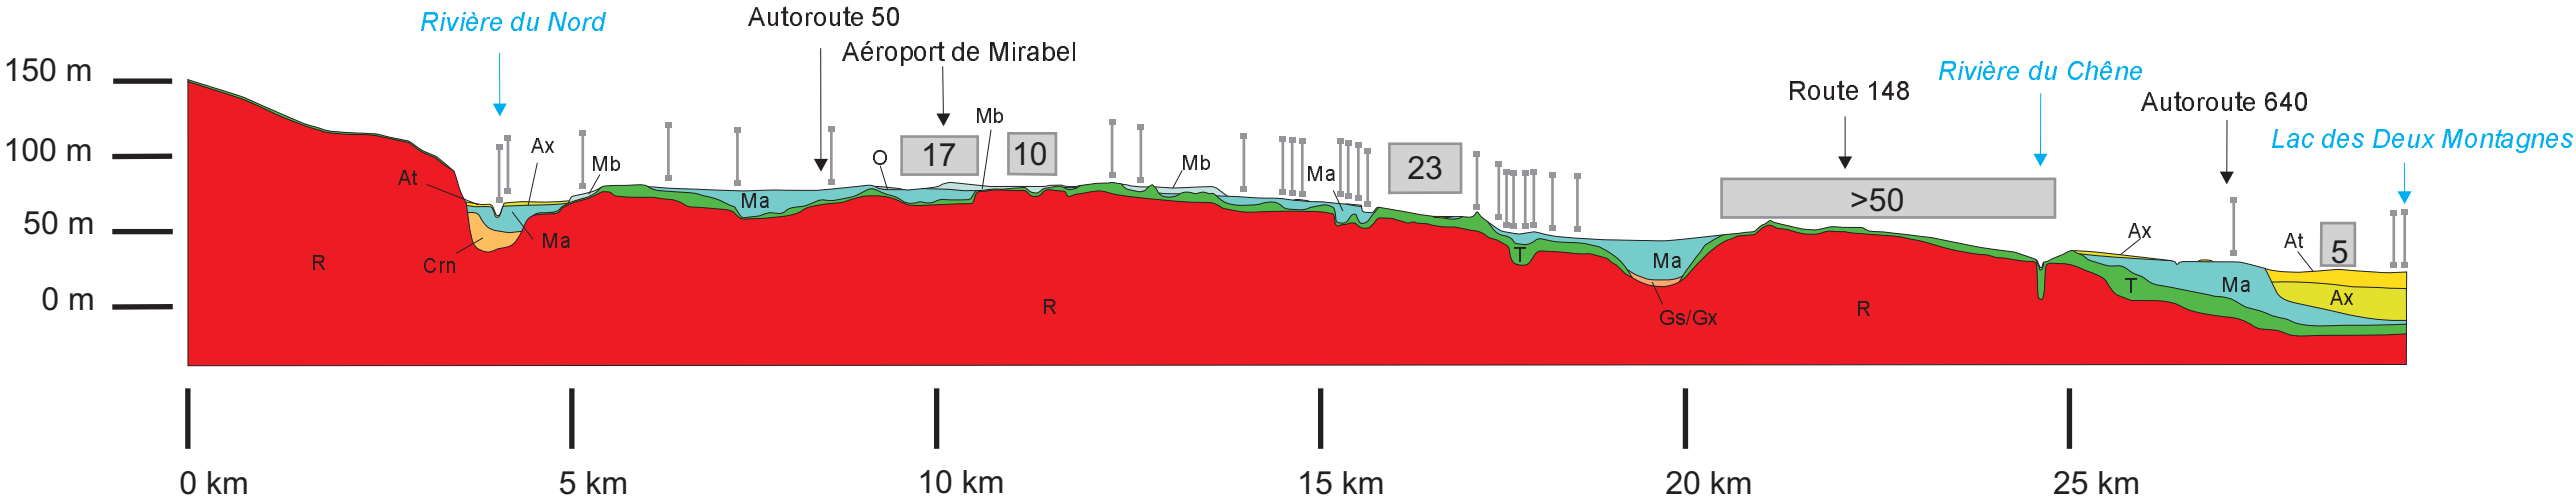 Rivière du Nord
Autoroute 50
Aéroport de Mirabel
Rivière du Chêne
Route 148
Autoroute 640
Lac des Deux Montagnes
150 m
100 m
50 m
0 m
At
Ax
Mb
O
17
Mb
10
Mb
Ma
23
>50
Ax
At
5
Ma
Ma
Crn
R
R
T
Ma
Gs/Gx
R
T
Ma
Ax
0 km
5 km
10 km
15 km
20 km
25 km